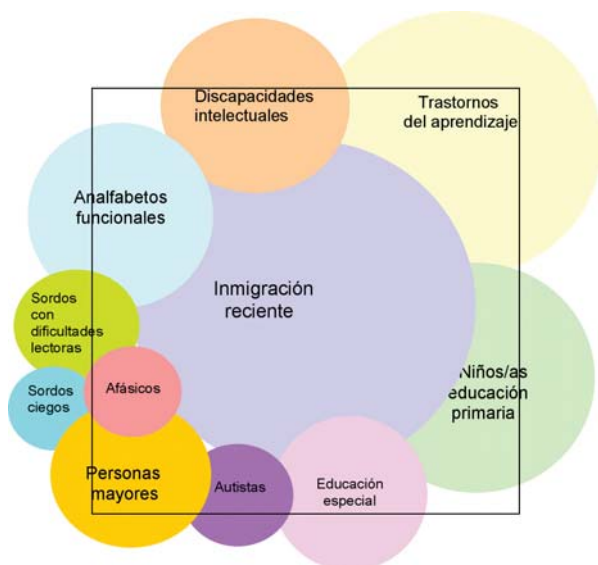 Discapacidades
intelectuales
Trastornos
del aprendizaje
Analfabetos
funcionales
Inmigración
reciente
Sordos
con
dificultades
lectoras
Niños/as
educación
primaria
Sordos
ciegos
Afásicos
Personas
mayores
Autistas
Educación
especial